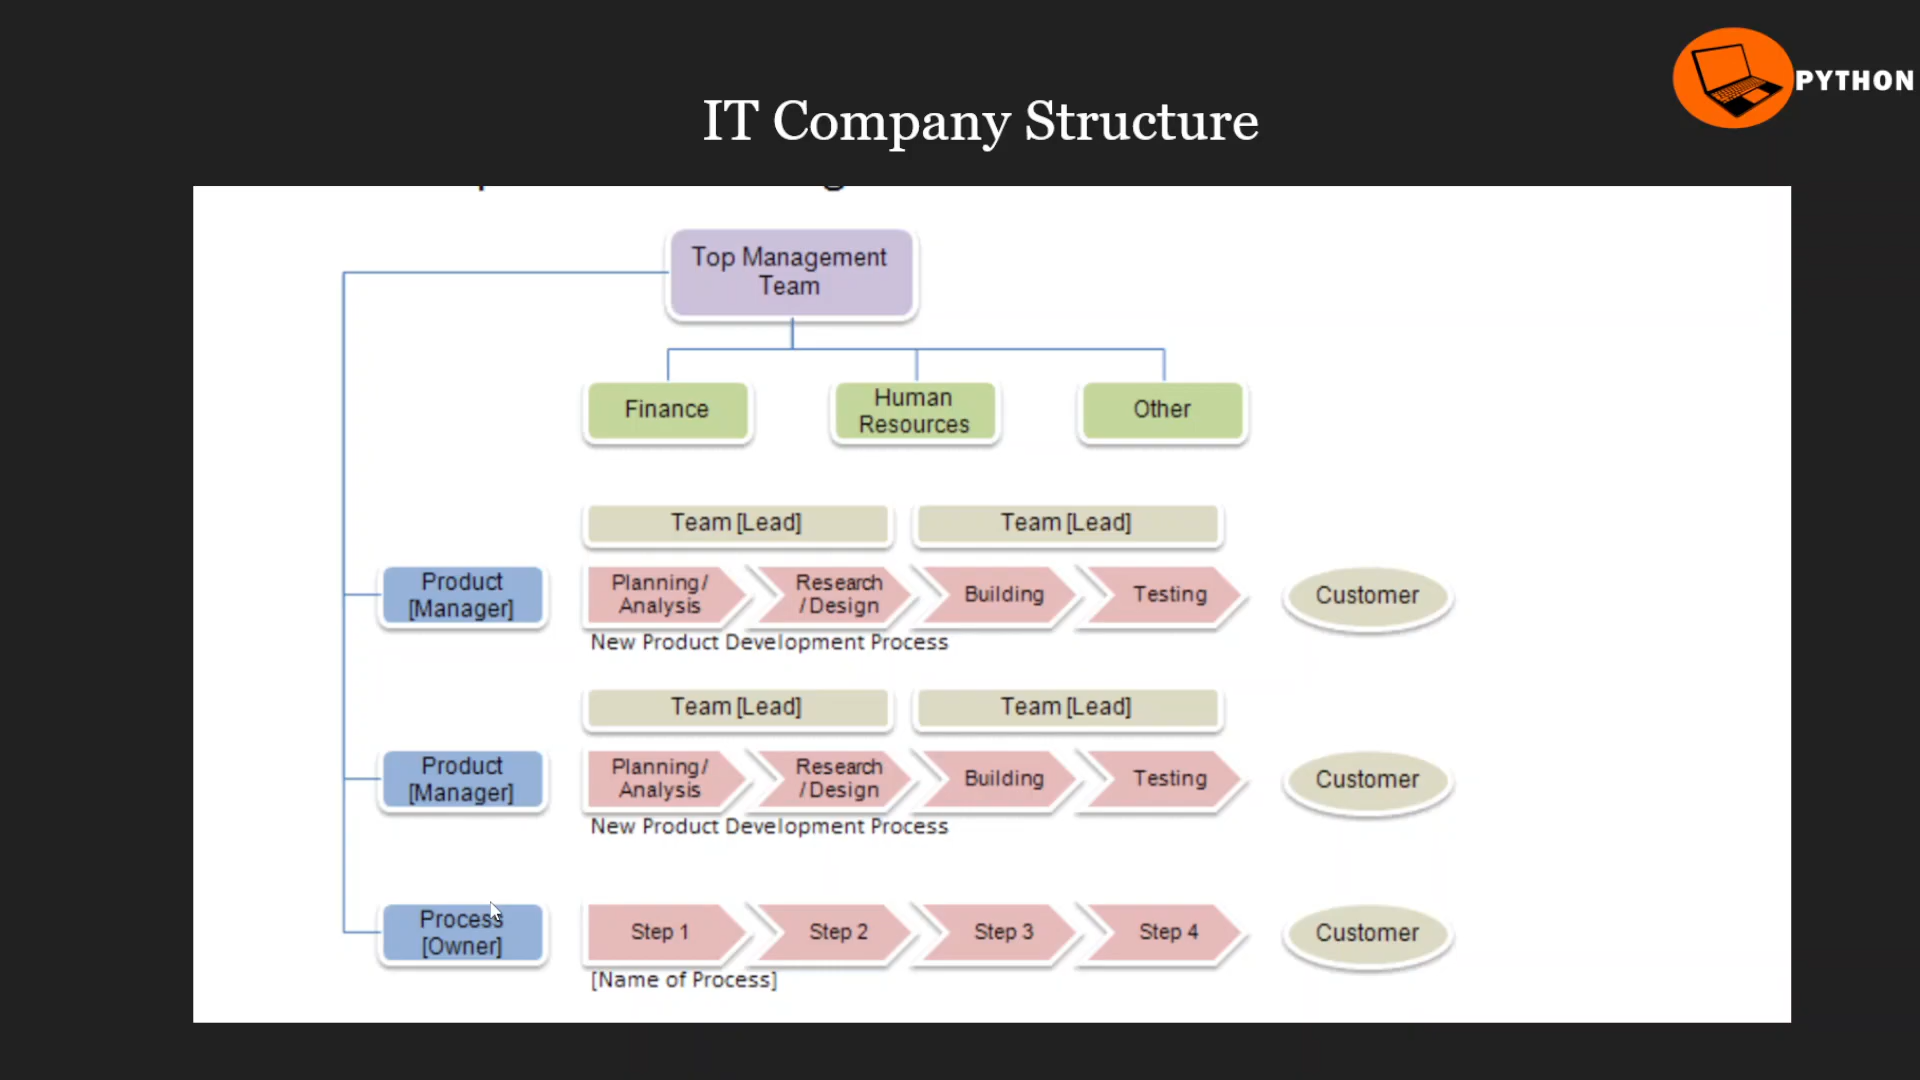 PYTHON
IT Company Structure
Top Management
Team
Finance
Human
Resources
Other
Team [Lead]
Team [Lead]
Product
[Manager]
Planning/
Analysis
Research
/Design
Building
Testing
Customer
New Product Development Process
Team [Lead]
Team [Lead]
Product
[Manager]
Planning/
Analysis
Research
/Design
Building
Testing
Customer
New Product Development Process
Process
[Owner]
Step 1
Step 2
Step 3
Step 4
Customer
[Name of Process]